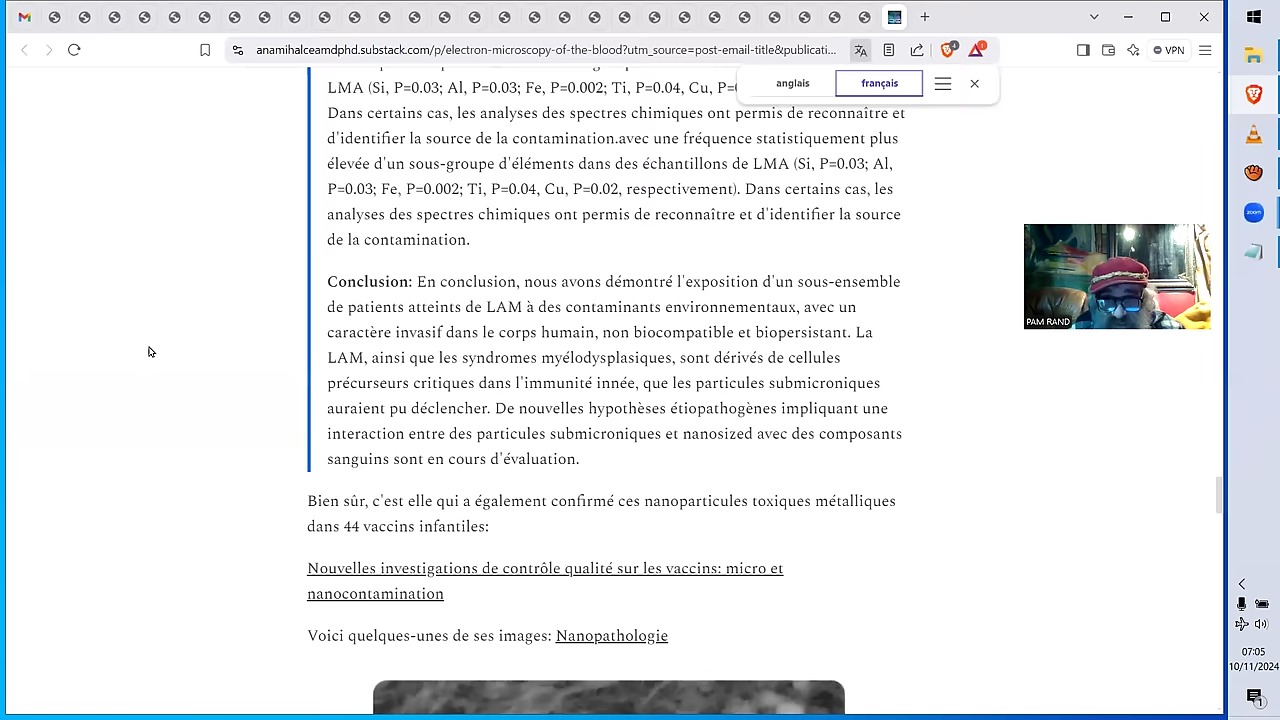 anamihalceamdphd.substack.com/p/electron-microscopy-of-the-blood?utm_source=post-email-title&publicati...
4
1
VPN
anglais
français
LMA (Si, P=0.03; Al, P=0.03; Fe, P=0.002; Ti, P=0.04, Cu, P=0
Dans certains cas, les analyses des spectres chimiques ont permis de reconnaître et
d'identifier la source de la contamination.avec une fréquence statistiquement plus
élevée d'un sous-groupe d'éléments dans des échantillons de LMA (Si, P=0.03; Al,
P=0.03; Fe, P=0.002; Ti, P=0.04, Cu, P=0.02, respectivement). Dans certains cas, les
analyses des spectres chimiques ont permis de reconnaître et d'identifier la source
de la contamination.
Conclusion: En conclusion, nous avons démontré l'exposition d'un sous-ensemble
de patients atteints de LAM à des contaminants environnementaux, avec un
ctère invasif dans le corps humain, non biocompatible et biopersistant. La
LAM, ainsi que les syndromes myélodysplasiques, sont dérivés de cellules
précurseurs critiques dans l'immunité innée, que les particules submicroniques
auraient pu déclencher. De nouvelles hypothèses étiopathogènes impliquant une
interaction entre des particules submicroniques et nanosized avec des composants
sanguins sont en cours d'évaluation.
Bien sûr, c'est elle qui a également confirmé ces nanoparticules toxiques métalliques
dans 44 vaccins infantiles:
Nouvelles investigations de contrôle qualité sur les vaccins: micro et
nanocontamination
Voici quelques-unes de ses images: Nanopathologie
PAM RAND
zoom
07:05
10/11/2024
1